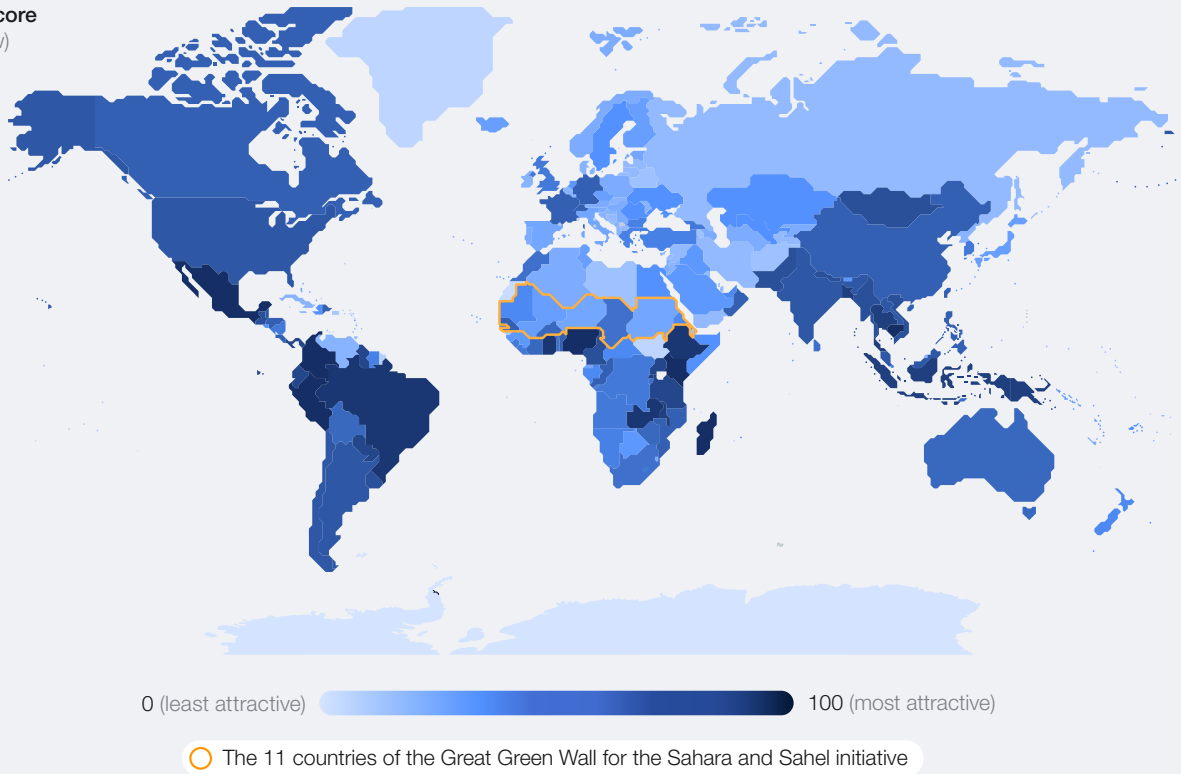 0 (least attractive)
100 (most attractive)
The 11 countries of the Great Green Wall for the Sahara and Sahel initiative